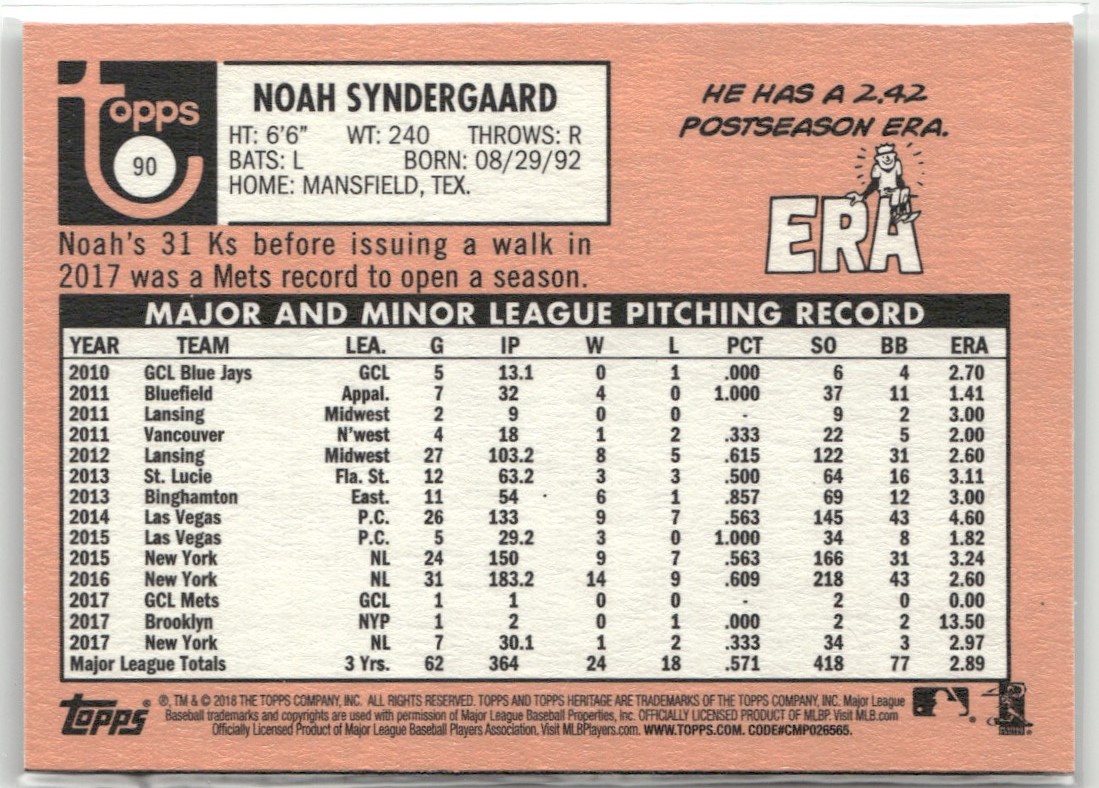 topps
90
NOAH SYNDERGAARD
HT: 6'6" WT: 240 THROWS: R
BATS: L BORN: 08/29/92
HOME: MANSFIELD, TEX.
HE HAS A 2.42
POSTSEASON ERA.
ERA
Noah's 31 Ks before issuing a walk in
2017 was a Mets record to open a season.
MAJOR AND MINOR LEAGUE PITCHING RECORD
YEAR TEAM LEA. G IP W L PCT SO BB ERA
2010 GCL Blue Jays GCL 5 13.1 0 1 .000 6 4 2.70
2011 Bluefield Appal. 7 32 4 0 1.000 37 11 1.41
2011 Lansing Midwest 2 9 0 0 - 9 2 3.00
2011 Vancouver N'west 4 18 1 2 .333 22 5 2.00
2012 Lansing Midwest 27 103.2 8 5 .615 122 31 2.60
2013 St. Lucie Fla. St. 12 63.2 3 3 .500 64 16 3.11
2013 Binghamton East. 11 54 6 1 .857 69 12 3.00
2014 Las Vegas P.C. 26 133 9 7 .563 145 43 4.60
2015 Las Vegas P.C. 5 29.2 3 0 1.000 34 8 1.82
2015 New York NL 24 150 9 7 .563 166 31 3.24
2016 New York NL 31 183.2 14 9 .609 218 43 2.60
2017 GCL Mets GCL 1 1 0 0 - 2 0 0.00
2017 Brooklyn NYP 1 2 0 1 .000 2 2 13.50
2017 New York NL 7 30.1 1 2 .333 34 3 2.97
Major League Totals 3 Yrs. 62 364 24 18 .571 418 77 2.89
topps ®, TM & © 2018 THE TOPPS COMPANY, INC. ALL RIGHTS RESERVED. TOPPS AND TOPPS HERITAGE ARE TRADEMARKS OF THE TOPPS COMPANY, INC. Major League
Baseball trademarks and copyrights are used with permission of Major League Baseball Properties, Inc. OFFICIALLY LICENSED PRODUCT OF MLBP. Visit MLB.com
Officially Licensed Product of Major League Baseball Players Association. Visit MLBPlayers.com. WWW.TOPPS.COM. CODE#CMP026565.